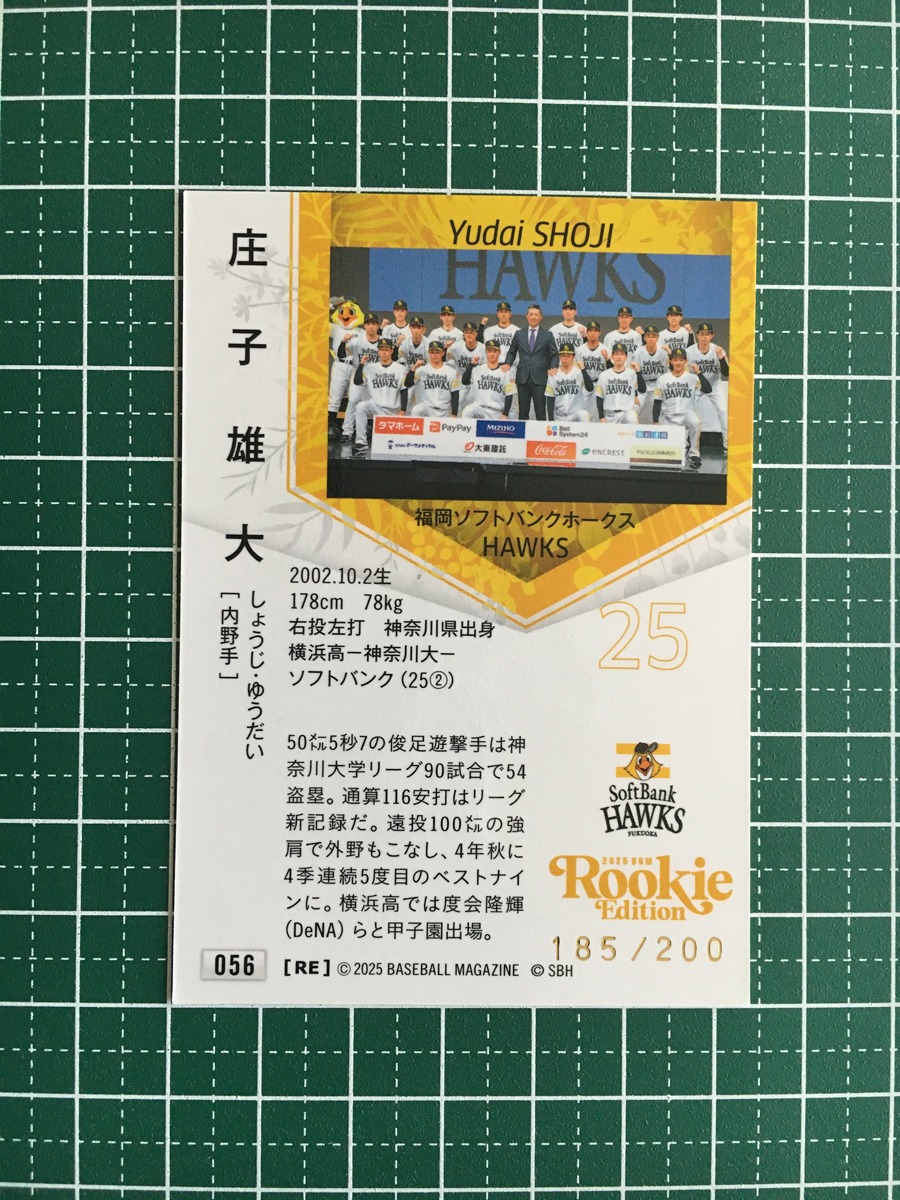 Yudai SHOJI
HAWKS
タマホーム PayPay MIZUHO Bell System24
大東建託 Coca-Cola ENCREST
福岡ソフトバンクホークス
HAWKS
庄子雄大
しょうじ・ゆうだい
[内野手]
2002.10.2生
178cm 78kg
右投左打 神奈川県出身
横浜高ー神奈川大ー
ソフトバンク(25②)
25
50㍍5秒7の俊足遊撃手は神
奈川大学リーグ90試合で54
盗塁。通算116安打はリーグ
新記録だ。遠投100㍍の強
肩で外野もこなし、4年秋に
4季連続5度目のベストナイ
ンに。横浜高では度会隆輝
(DeNA)らと甲子園出場。
SoftBank
HAWKS
FUKUOKA
2025 BBM
Rookie
Edition
185/200
056 [RE] ©2025 BASEBALL MAGAZINE ©SBH